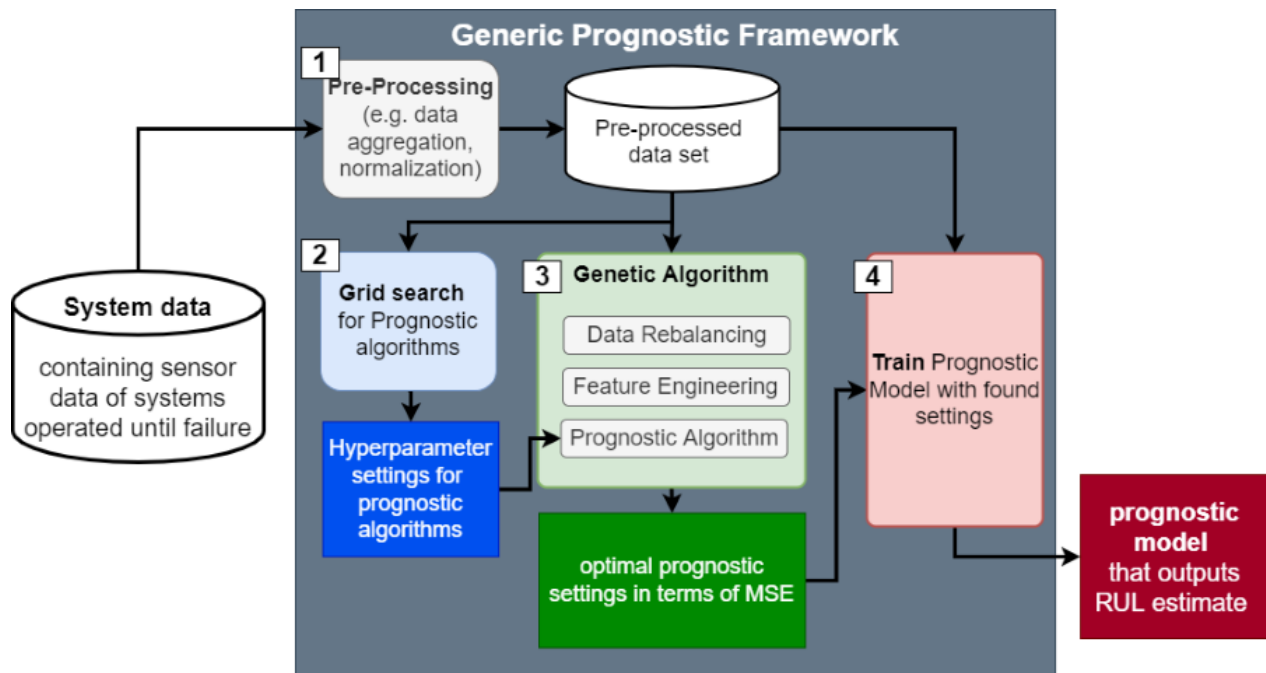 Generic Prognostic Framework
1
Pre-Processing
(e.g. data
aggregation,
normalization)
Pre-processed
data set
System data
containing sensor
data of systems
operated until failure
2
Grid search
for Prognostic
algorithms
Hyperparameter
settings for
prognostic
algorithms
3
Genetic Algorithm
Data Rebalancing
Feature Engineering
Prognostic Algorithm
optimal prognostic
settings in terms of MSE
4
Train Prognostic
Model with found
settings
prognostic
model
that outputs
RUL estimate